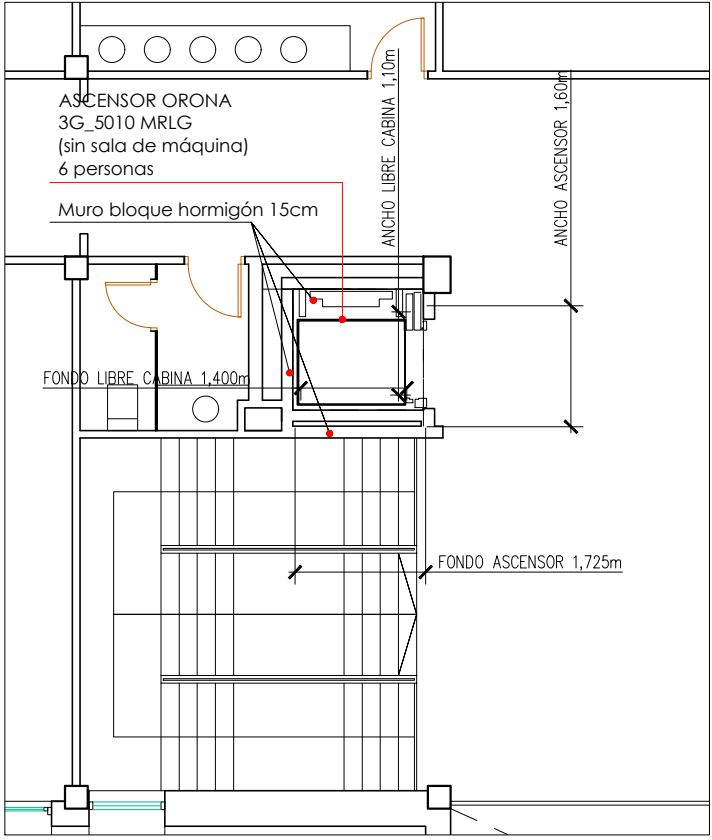 ASCENSOR ORONA
3G_5010 MRLG
(sin sala de máquina)
6 personas
Muro bloque hormigón 15cm
ANCHO LIBRE CABINA 1,10m
ANCHO ASCENSOR 1,60m
FONDO LIBRE CABINA 1,400m
FONDO ASCENSOR 1,725m